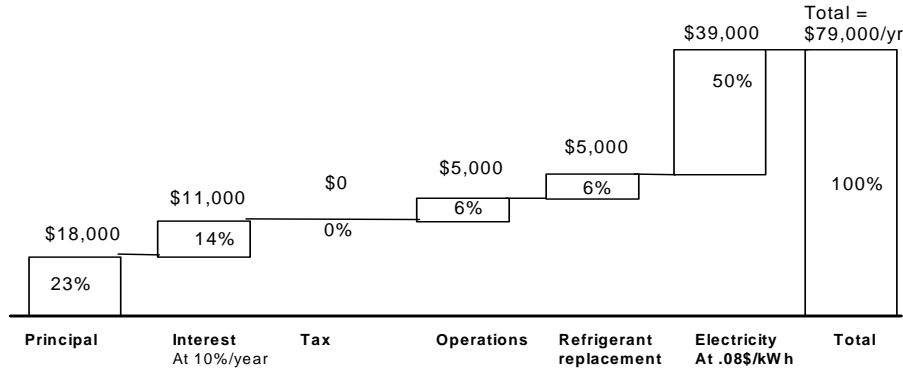 Total =
$79,000/yr
$39,000
50%
$5,000
$5,000
6%
100%
$0
$11,000
6%
0%
$18,000
14%
23%
Principal
Interest
At 10%/year
Tax
Operations
Refrigerant
replacement
Electricity
At .08$/kWh
Total